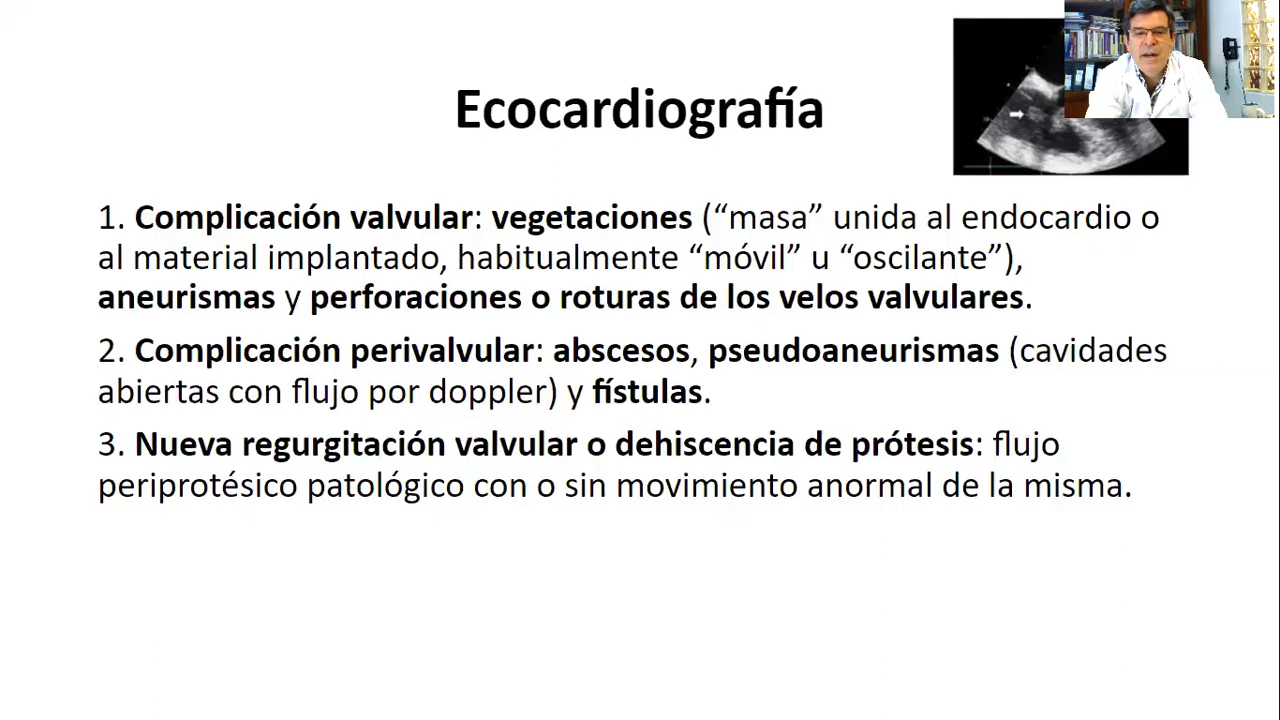 Ecocardiografía
1. Complicación valvular: vegetaciones (“masa” unida al endocardio o
al material implantado, habitualmente “móvil” u “oscilante”),
aneurismas y perforaciones o roturas de los velos valvulares.
2. Complicación perivalvular: abscesos, pseudoaneurismas (cavidades
abiertas con flujo por doppler) y fístulas.
3. Nueva regurgitación valvular o dehiscencia de prótesis: flujo
periprotésico patológico con o sin movimiento anormal de la misma.